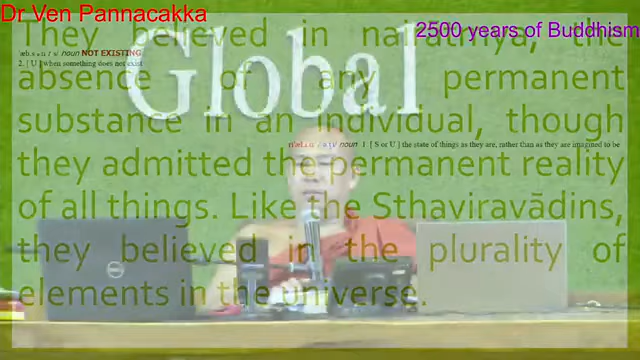 Dr Ven Pannacakka
2500 years of Buddhism
They believed in nairātmya, the
noun NOT EXISTING
2. [ U ] when something does not exist
absence of any permanent
Global
substance in an individual, though
noun 1 [ S or U ] the state of things as they are, rather than as they are imagined to be
they admitted the permanent reality
of all things. Like the Sthaviravādins,
they believed in the plurality of
DELL
elements in the universe.